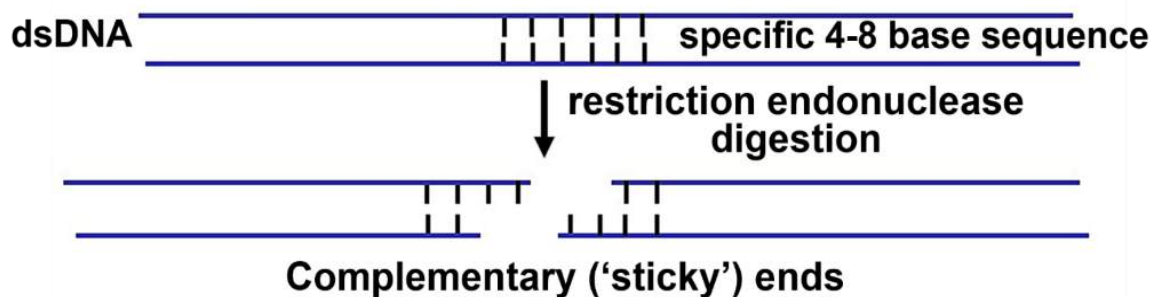 dsDNA
specific 4-8 base sequence
restriction endonuclease
digestion
Complementary (‘sticky’) ends